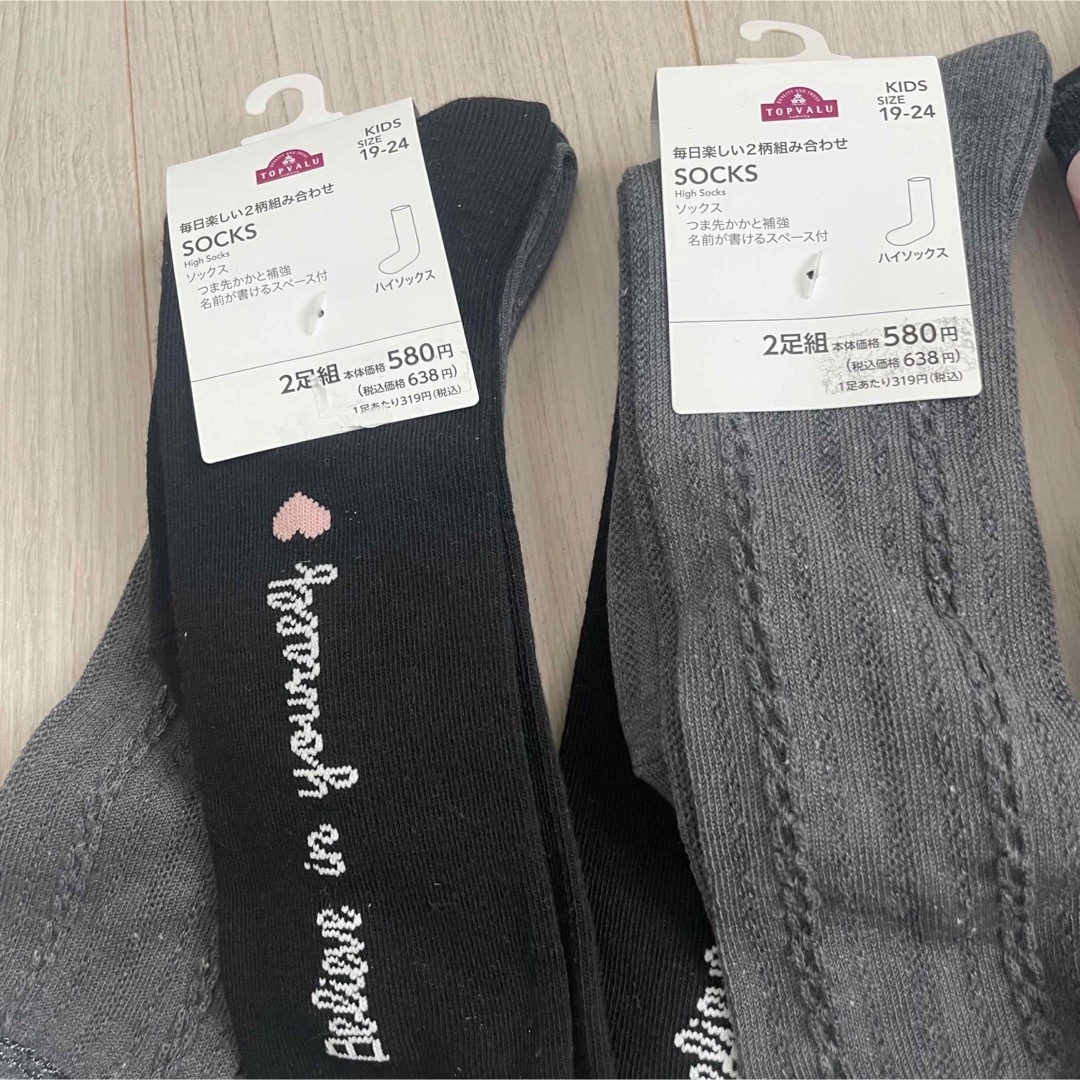 QUALITY AND TRUST
TOPVALU
KIDS
SIZE
19-24
毎日楽しい2柄組み合わせ
SOCKS
High Socks
ソックス
つま先かかと補強
名前が書けるスペース付
ハイソックス
2足組 本体価格 580円
(税込価格 638円)
1足あたり319円(税込)
Believe in yourself
QUALITY AND TRUST
TOPVALU
KIDS
SIZE
19-24
毎日楽しい2柄組み合わせ
SOCKS
High Socks
ソックス
つま先かかと補強
名前が書けるスペース付
ハイソックス
2足組 本体価格 580円
(税込価格 638円)
1足あたり319円(税込)